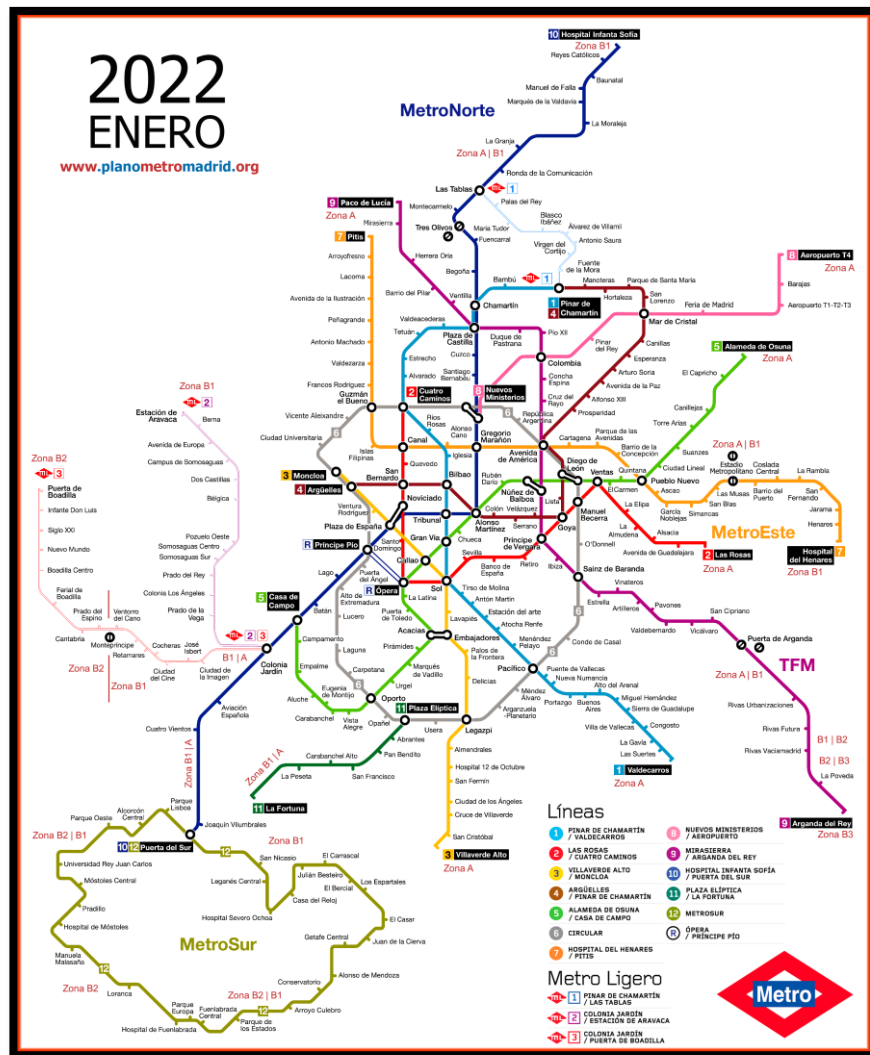 2022
ENERO
www.planometromadrid.org
MetroNorte
10 Hospital Infanta Sofía
Zona B1
Reyes Católicos
Baunatal
Manuel de Falla
Marqués de la Valdavia
La Moraleja
La Granja
Zona A | B1
Ronda de la Comunicación
Las Tablas
ML 1
Palas del Rey
9 Paco de Lucía
Zona A
Mirasierra
Montecarmelo
Tres Olivos
María Tudor
Blasco
Ibáñez
Álvarez de Villamil
Antonio Saura
Virgen del
Cortijo
Fuente
de la Mora
Fuencarral
7 Pitis
Arroyofresno
Lacoma
Avenida de la Ilustración
Peñagrande
Antonio Machado
Valdezarza
Francos Rodríguez
Guzmán
el Bueno
Herrera Oria
Barrio del Pilar
Ventilla
Begoña
Bambú
ML 1
Chamartín
1 Pinar de
4 Chamartín
Manoteras
Hortaleza
Parque de Santa María
San
Lorenzo
Mar de Cristal
Feria de Madrid
8 Aeropuerto T4
Zona A
Barajas
Aeropuerto T1-T2-T3
Valdeacederas
Tetuán
Estrecho
Alvarado
Plaza de
Castilla
Cuzco
Santiago
Bernabéu
Duque de
Pastrana
Pío XII
Colombia
Pinar
del Rey
Canillas
Esperanza
Arturo Soria
Avenida de la Paz
Alfonso XIII
Prosperidad
Concha
Espina
Cruz del
Rayo
5 Alameda de Osuna
Zona A
El Capricho
Canillejas
Torre Arias
Suanzes
Ciudad Lineal
2 Cuatro
Caminos
8 Nuevos
Ministerios
República
Argentina
6
Vicente Aleixandre
Ciudad Universitaria
6
Ríos
Rosas
Alonso
Cano
Gregorio
Marañón
Canal
Islas
Filipinas
Quevedo
Iglesia
Avenida
de América
Cartagena
Parque de las
Avenidas
Barrio de la
Concepción
Diego de
León
Ventas
El Carmen
Quintana
Pueblo Nuevo
Ascao
García
Noblejas
Simancas
San Blas
Las Musas
Zona A | B1
Estadio
Metropolitano
Coslada
Central
Barrio del
Puerto
La Rambla
San
Fernando
Jarama
Henares
MetroEste
Hospital 7
del Henares
Zona B1
3 Moncloa
4 Argüelles
San
Bernardo
Bilbao
Rubén
Darío
Núñez de
Balboa
Lista
Manuel
Becerra
Goya
La Elipa
La
Almudena
Alsacia
Avenida de Guadalajara
2 Las Rosas
Zona A
Ventura
Rodríguez
Noviciado
Plaza de España
Tribunal
Alonso
Martínez
Colón
Velázquez
Serrano
Príncipe
de Vergara
O'Donnell
R Príncipe Pío
Santo
Domingo
Gran Vía
Chueca
Callao
Sevilla
Banco de
España
Retiro
Ibiza
Sainz de Baranda
Puerta
del Ángel
R Ópera
Sol
Tirso de Molina
Antón Martín
Estación del arte
Atocha Renfe
Menéndez
Pelayo
Pacífico
Conde de Casal
6
Estrella
Vinateros
Artilleros
Pavones
Valdebernardo
Vicálvaro
San Cipriano
Puerta de Arganda
Zona A | B1
TFM
Rivas Urbanizaciones
Rivas Futura
B1 | B2
Rivas Vaciamadrid
B2 | B3
La Poveda
9 Arganda del Rey
Zona B3
Zona B1
Estación de
Aravaca
ML 2
Berna
Avenida de Europa
Campus de Somosaguas
Dos Castillas
Bélgica
Pozuelo Oeste
Somosaguas Centro
Somosaguas Sur
Prado del Rey
Colonia Los Ángeles
Prado de la
Vega
ML 2 3
Zona B2
ML 3
Puerta de
Boadilla
Infante Don Luis
Siglo XXI
Nuevo Mundo
Boadilla Centro
Ferial de
Boadilla
Prado del
Espino
Ventorro
del Cano
Cantabria
Montepríncipe
Retamares
Cocheras
José
Isbert
Ciudad
del Cine
Ciudad de
la Imagen
B1 | A
Zona B2
Zona B1
Colonia
Jardín
Lago
Batán
5 Casa de
Campo
Campamento
Empalme
Aluche
Carabanchel
Eugenia
de Montijo
Vista
Alegre
Oporto
Opañel
Alto de
Extremadura
Lucero
Laguna
Carpetana
6
La Latina
Puerta
de Toledo
Acacias
Pirámides
Marqués
de Vadillo
Urgel
Lavapiés
Embajadores
Palos de
la Frontera
Delicias
Legazpi
Usera
11 Plaza Elíptica
Abrantes
Pan Bendito
San Francisco
Carabanchel Alto
La Peseta
Zona B1 | A
11 La Fortuna
Méndez
Álvaro
Arganzuela
-Planetario
Puente de Vallecas
Nueva Numancia
Portazgo
Buenos
Aires
Alto del Arenal
Miguel Hernández
Sierra de Guadalupe
Villa de Vallecas
Congosto
La Gavia
Las Suertes
1 Valdecarros
Zona A
Almendrales
Hospital 12 de Octubre
San Fermín
Ciudad de los Ángeles
Cruce de Villaverde
San Cristóbal
3 Villaverde Alto
Zona A
Cuatro Vientos
Aviación
Española
Zona B1 | A
Joaquín Vilumbrales
10 12 Puerta del Sur
Zona B2 | B1
Parque
Lisboa
Alcorcón
Central
Parque Oeste
Universidad Rey Juan Carlos
Móstoles Central
Pradillo
Hospital de Móstoles
Manuela
Malasaña
12
Zona B2
Loranca
Hospital de Fuenlabrada
Parque
Europa
Fuenlabrada
Central
Parque de
los Estados
12
Zona B2 | B1
Arroyo Culebro
Conservatorio
Alonso de Mendoza
Getafe Central
Juan de la Cierva
El Casar
Los Espartales
El Bercial
El Carrascal
Julián Besteiro
Casa del Reloj
Hospital Severo Ochoa
Leganés
Central
San Nicasio
12
Zona B1
MetroSur
Líneas
1 PINAR DE CHAMARTÍN
/ VALDECARROS
2 LAS ROSAS
/ CUATRO CAMINOS
3 VILLAVERDE ALTO
/ MONCLOA
4 ARGÜELLES
/ PINAR DE CHAMARTÍN
5 ALAMEDA DE OSUNA
/ CASA DE CAMPO
6 CIRCULAR
7 HOSPITAL DEL HENARES
/ PITIS
8 NUEVOS MINISTERIOS
/ AEROPUERTO
9 MIRASIERRA
/ ARGANDA DEL REY
10 HOSPITAL INFANTA SOFÍA
/ PUERTA DEL SUR
11 PLAZA ELÍPTICA
/ LA FORTUNA
12 METROSUR
R ÓPERA
/ PRÍNCIPE PÍO
Metro Ligero
ML 1 PINAR DE CHAMARTÍN
/ LAS TABLAS
ML 2 COLONIA JARDÍN
/ ESTACIÓN DE ARAVACA
ML 3 COLONIA JARDÍN
/ PUERTA DE BOADILLA
Metro